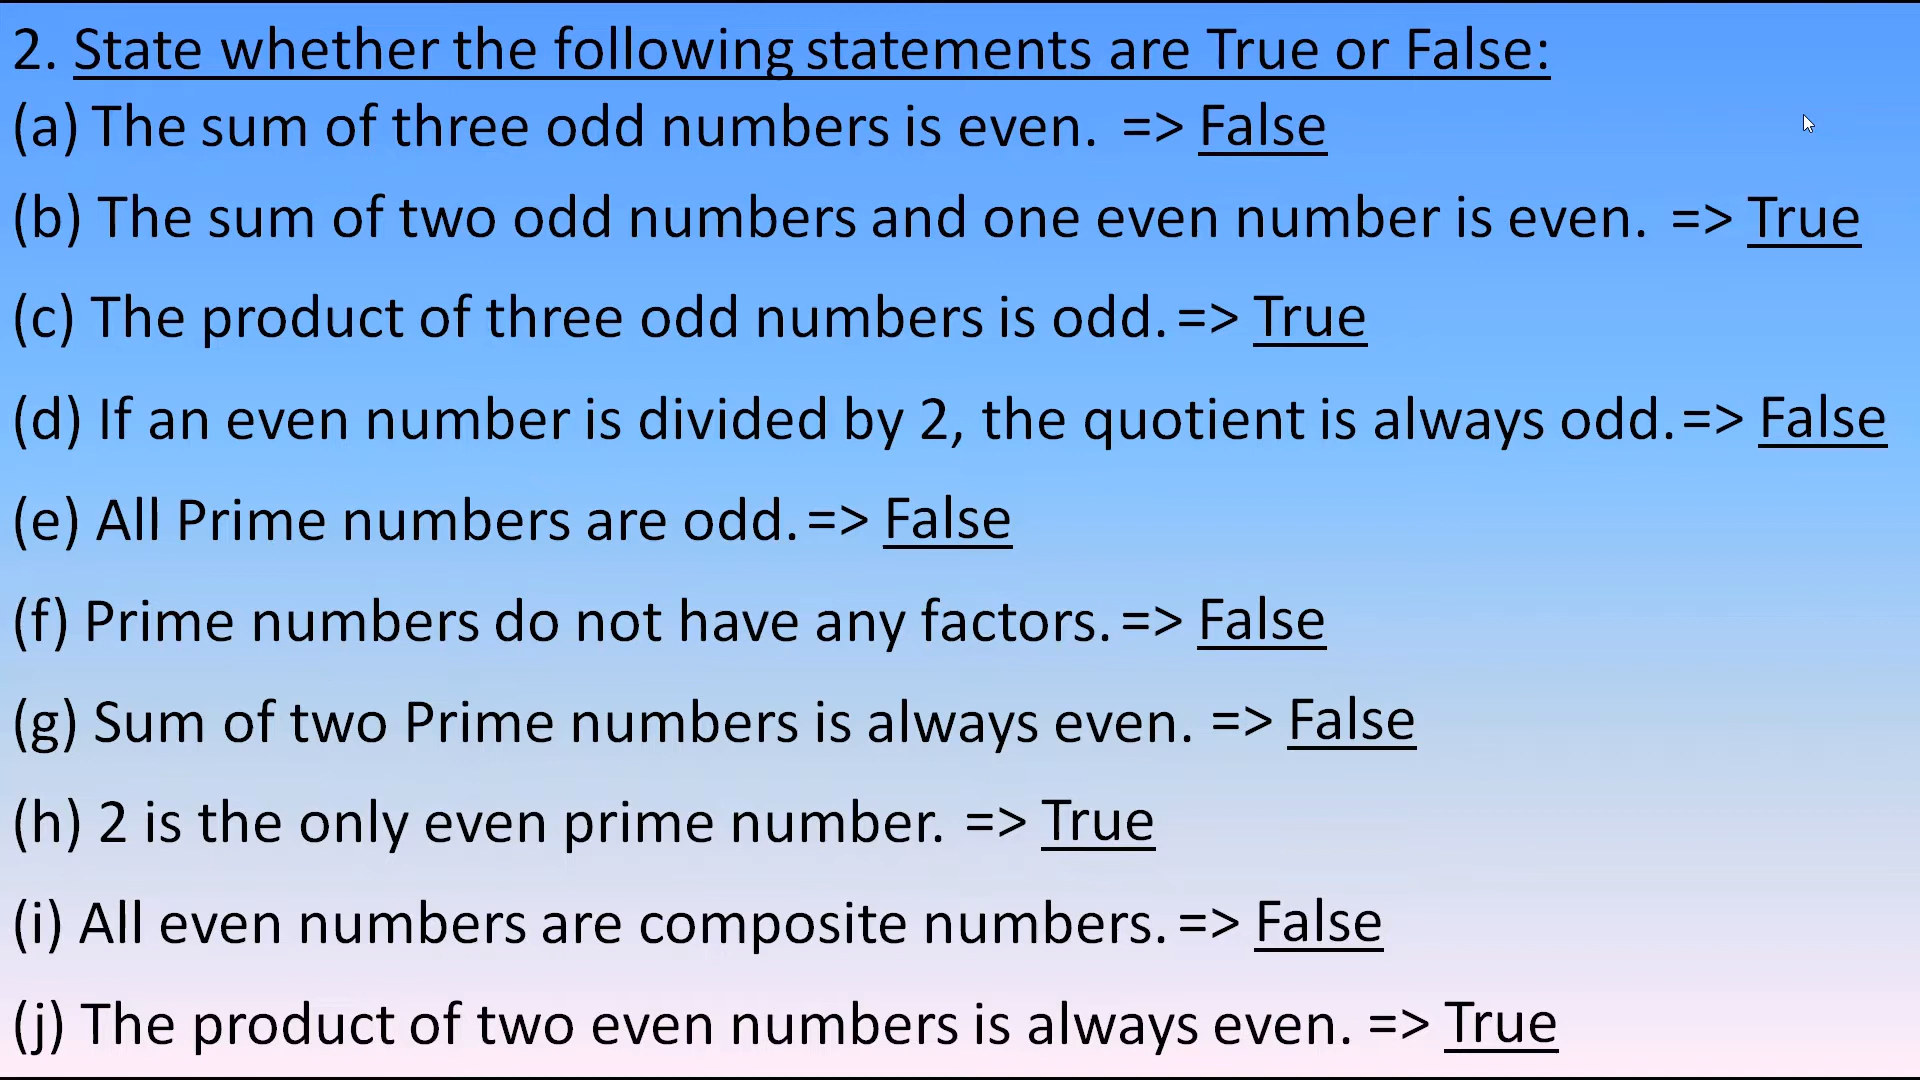 2. State whether the following statements are True or False:
(a) The sum of three odd numbers is even. => False
(b) The sum of two odd numbers and one even number is even. => True
(c) The product of three odd numbers is odd. => True
(d) If an even number is divided by 2, the quotient is always odd. => False
(e) All Prime numbers are odd. => False
(f) Prime numbers do not have any factors. => False
(g) Sum of two Prime numbers is always even. => False
(h) 2 is the only even prime number. => True
(i) All even numbers are composite numbers. => False
(j) The product of two even numbers is always even. => True